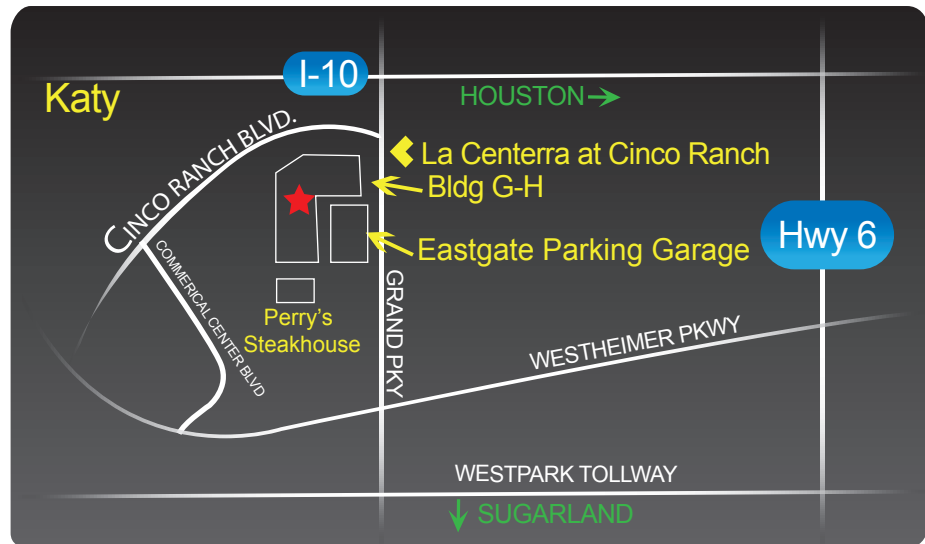 I-10
Katy
HOUSTON→
CINCO RANCH BLVD.
La Centerra at Cinco Ranch
Bldg G-H
Hwy 6
Eastgate Parking Garage
COMMERICAL CENTER BLVD
GRAND PKY
Perry's
Steakhouse
WESTHEIMER PKWY
WESTPARK TOLLWAY
↓ SUGARLAND